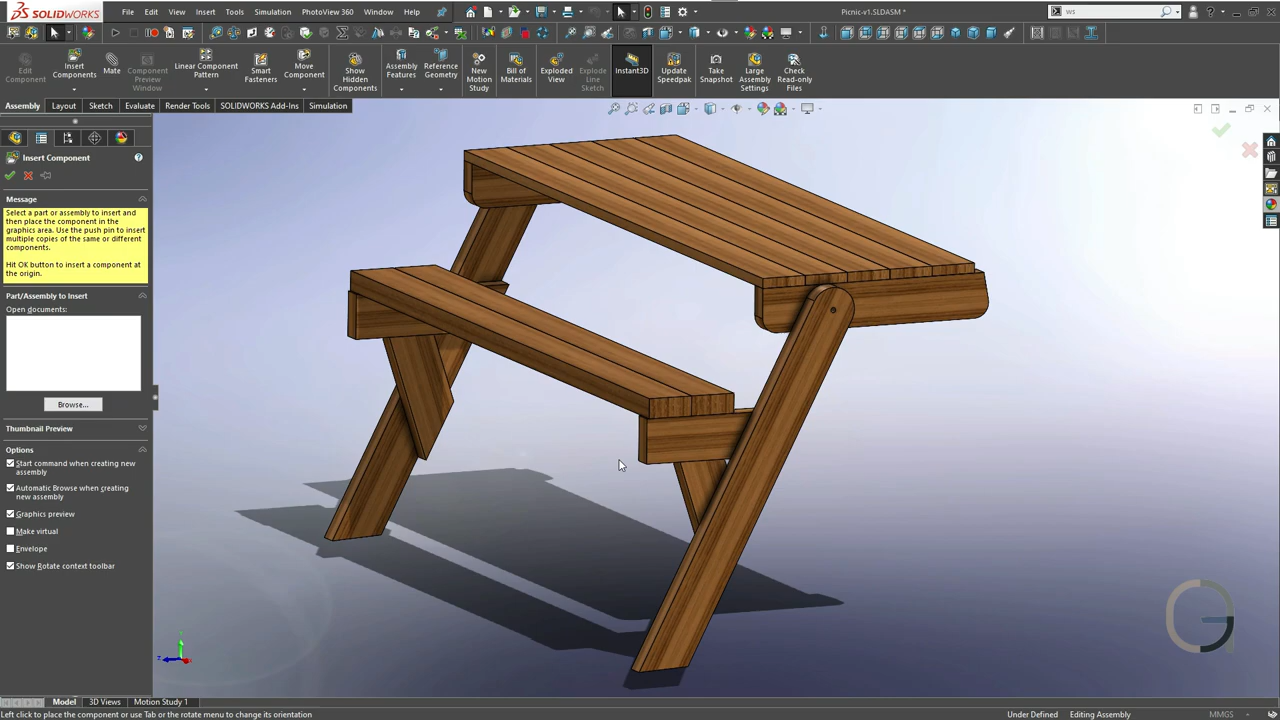 SOLIDWORKS
File
Edit
View
Insert
Tools
Simulation
PhotoView 360
Window
Help
Picnic-v1.SLDASM *
ws
Edit Component
Insert Components
Mate
Component Preview Window
Linear Component Pattern
Smart Fasteners
Move Component
Show Hidden Components
Assembly Features
Reference Geometry
New Motion Study
Bill of Materials
Exploded View
Explode Line Sketch
Instant3D
Update Speedpak
Take Snapshot
Large Assembly Settings
Check Read-only Files
Assembly
Layout
Sketch
Evaluate
Render Tools
SOLIDWORKS Add-Ins
Simulation
Insert Component
Message
Select a part or assembly to insert and
then place the component in the
graphics area. Use the push pin to insert
multiple copies of the same or different
components.
Hit OK button to insert a component at
the origin.
Part/Assembly to Insert
Open documents:
Browse...
Thumbnail Preview
Options
Start command when creating new
assembly
Automatic Browse when creating
new assembly
Graphics preview
Make virtual
Envelope
Show Rotate context toolbar
Model
3D Views
Motion Study 1
Left click to place the component or use Tab or the rotate menu to change its orientation
Under Defined
Editing Assembly
MMGS